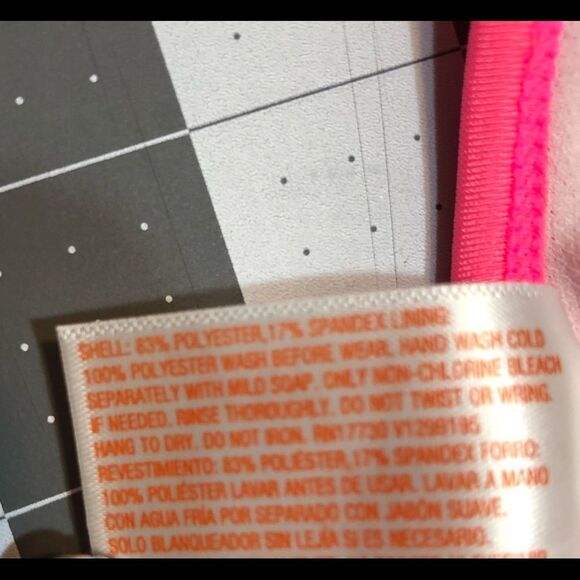 SHELL: 83% POLYESTER,17% SPANDEX LINING:
100% POLYESTER WASH BEFORE WEAR. HAND WASH COLD
SEPARATELY WITH MILD SOAP. ONLY NON-CHLORINE BLEACH
IF NEEDED. RINSE THOROUGHLY. DO NOT TWIST OR WRING.
HANG TO DRY. DO NOT IRON. RN17730 V1299195
REVESTIMIENTO: 83% POLIÉSTER,17% SPANDEX FORRO:
100% POLIÉSTER LAVAR ANTES DE USAR. LAVAR A MANO
CON AGUA FRÍA POR SEPARADO CON JABÓN SUAVE.
SOLO BLANQUEADOR SIN LEJÍA SI ES NECESARIO.